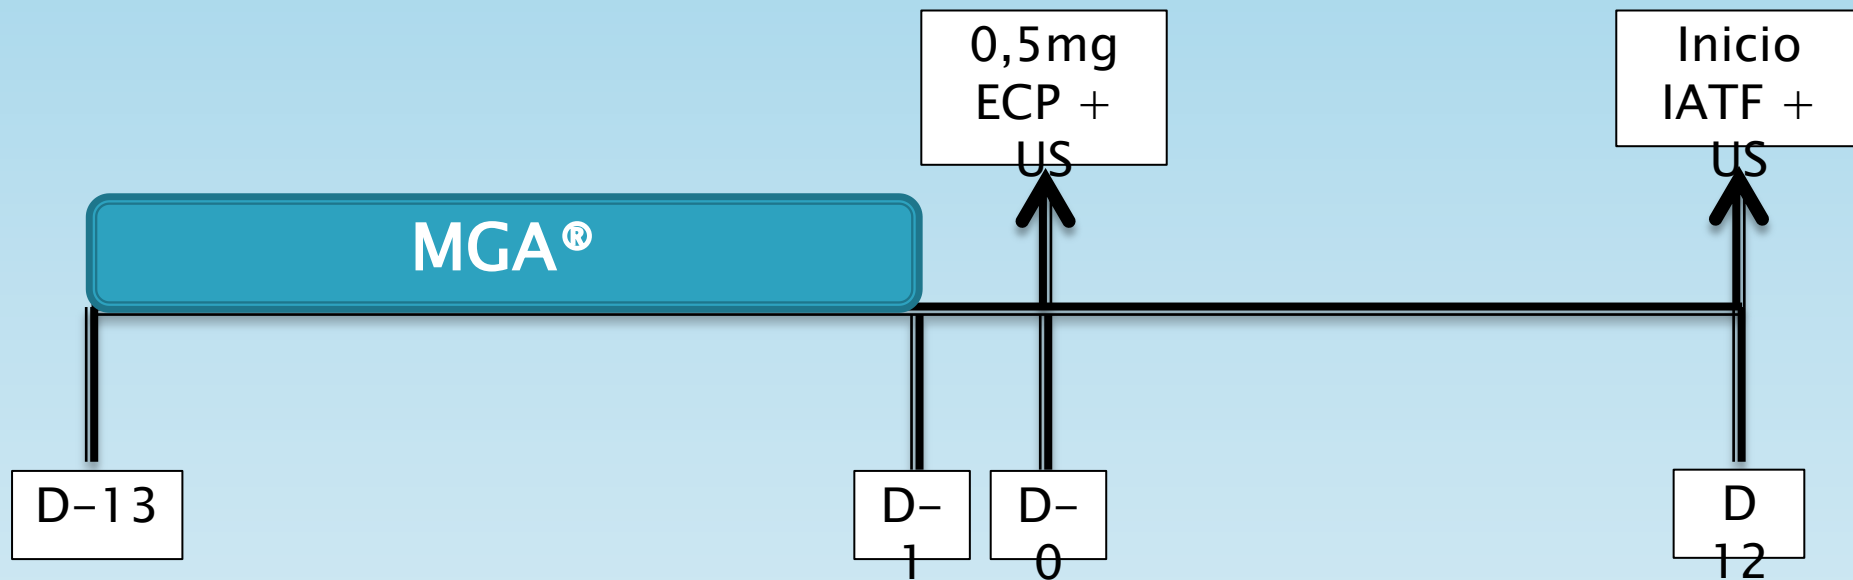 0,5mg
ECP +
US
Inicio
IATF +
US
MGA®
D-13
D-
1
D-
0
D
12